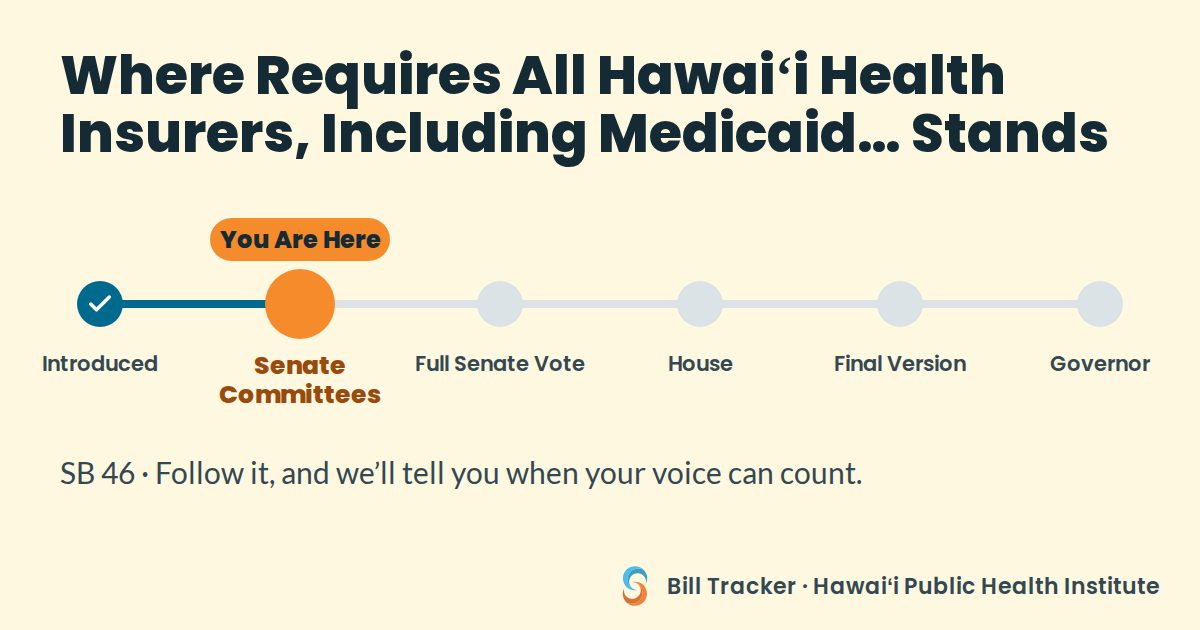 Where Requires All Hawaiʻi Health
Insurers, Including Medicaid... Stands
You Are Here
Introduced
Senate
Committees
Full Senate Vote
House
Final Version
Governor
SB 46 · Follow it, and we’ll tell you when your voice can count.
Bill Tracker · Hawaiʻi Public Health Institute